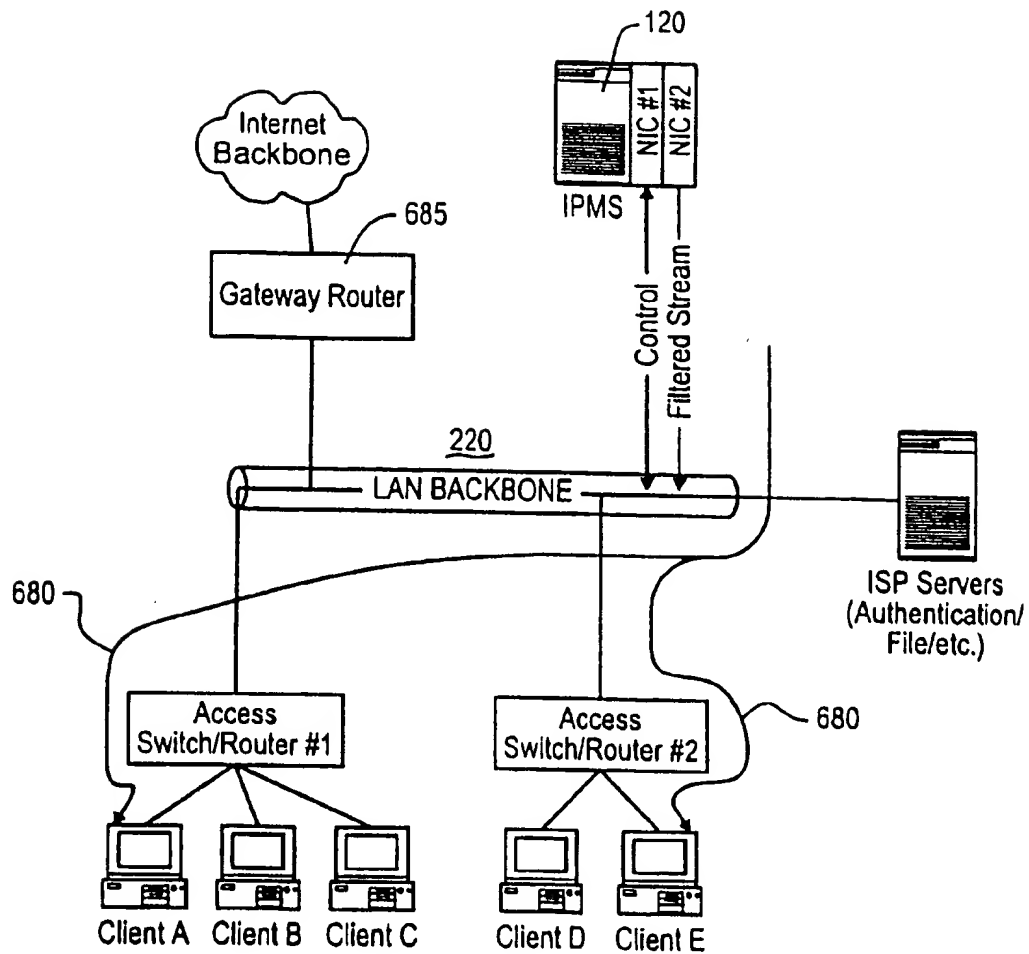 120
Internet
Backbone
NIC #1
NIC #2
IPMS
685
Gateway Router
Control
Filtered Stream
220
LAN BACKBONE
ISP Servers
(Authentication/
File/etc.)
680
Access
Switch/Router #1
Access
Switch/Router #2
680
Client A
Client B
Client C
Client D
Client E